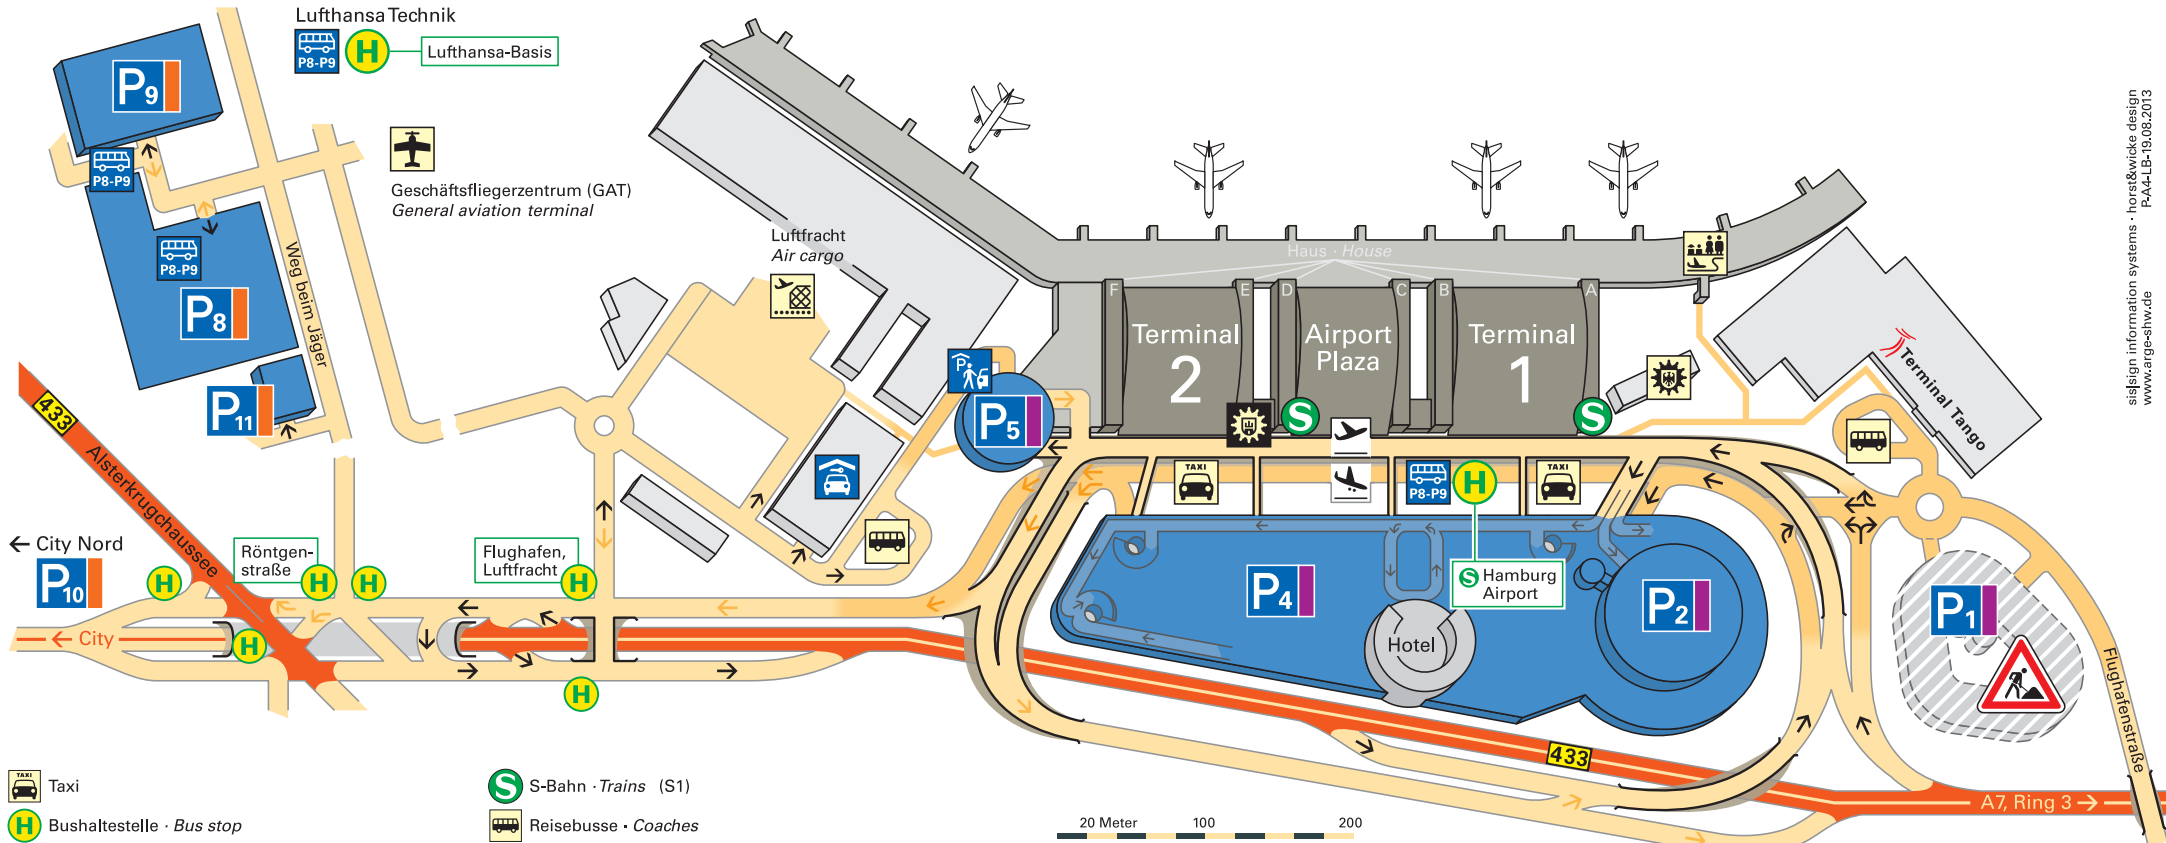 Lufthansa Technik
P8-P9
H
Lufthansa-Basis
P9
P8-P9
P8-P9
P8
P11
Weg beim Jäger
Geschäftsfliegerzentrum (GAT)
General aviation terminal
Luftfracht
Air cargo
Haus · House
F
E
D
C
B
A
Terminal
2
Airport
Plaza
Terminal
1
Terminal Tango
sis|sign information systems · horst&wicke design
www.arge-shw.de
P-A4-LB-19.08.2013
P
P5
S
S
TAXI
P8-P9
H
TAXI
433
Alsterkrugchaussee
← City Nord
P10
H
Röntgen-
straße
H
H
Flughafen,
Luftfracht
H
← City
H
H
P4
Hotel
S Hamburg
Airport
P2
P1
Flughafenstraße
433
A7, Ring 3 →
TAXI
Taxi
H
Bushaltestelle · Bus stop
S
S-Bahn · Trains (S1)
Reisebusse · Coaches
20 Meter
100
200